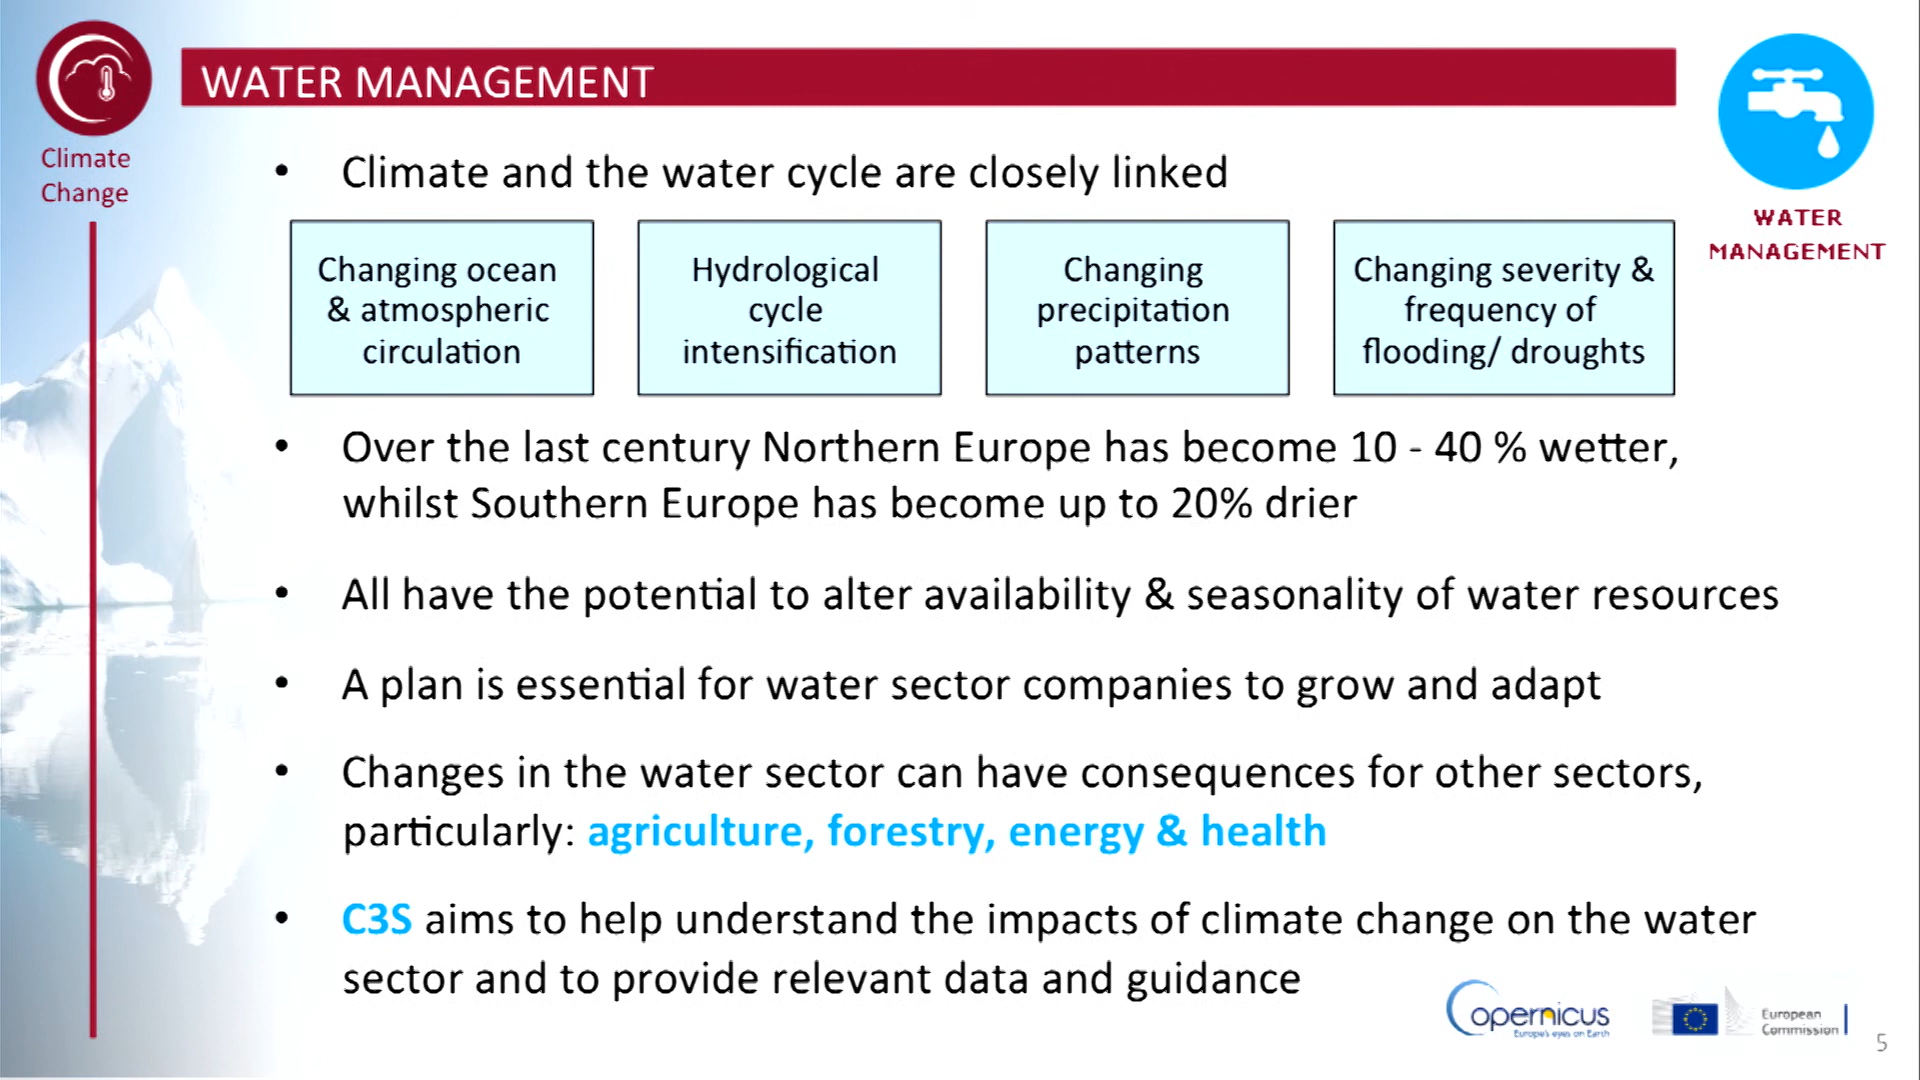 WATER MANAGEMENT
Climate
Change
WATER
MANAGEMENT
• Climate and the water cycle are closely linked
Changing ocean
& atmospheric
circulation
Hydrological
cycle
intensification
Changing
precipitation
patterns
Changing severity &
frequency of
flooding/ droughts
• Over the last century Northern Europe has become 10 - 40 % wetter,
whilst Southern Europe has become up to 20% drier
• All have the potential to alter availability & seasonality of water resources
• A plan is essential for water sector companies to grow and adapt
• Changes in the water sector can have consequences for other sectors,
particularly: agriculture, forestry, energy & health
• C3S aims to help understand the impacts of climate change on the water
sector and to provide relevant data and guidance
opernicus
Europe's eyes on Earth
European
Commission
5